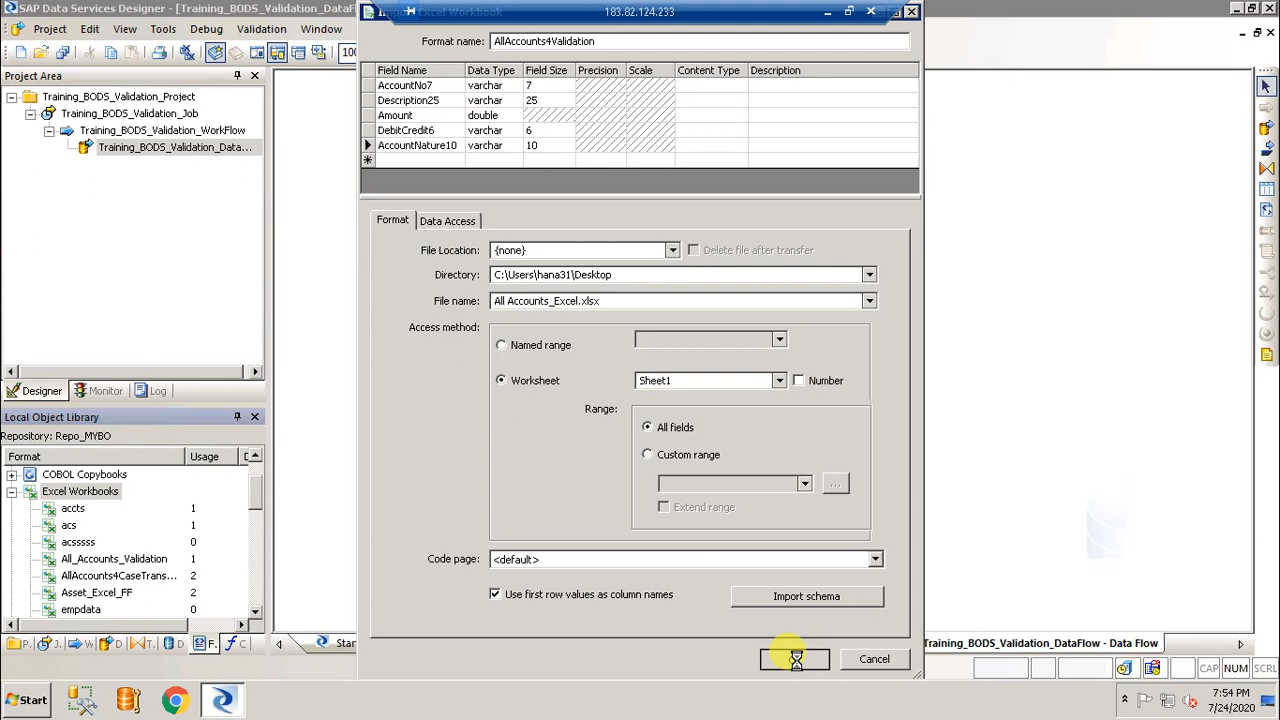 SAP Data Services Designer - [Training_BODS_Validation_DataF
Excel Workbook
183.82.124.233
Project Edit View Tools Debug Validation Window
Project Area
Training_BODS_Validation_Project
Training_BODS_Validation_Job
Training_BODS_Validation_WorkFlow
Training_BODS_Validation_Data...
Designer Monitor Log
Local Object Library
Repository: Repo_MYBO
Format Usage
COBOL Copybooks
Excel Workbooks
accts 1
acs 1
acsssss 0
All_Accounts_Validation 1
AllAccounts4CaseTrans... 2
Asset_Excel_FF 2
empdata 0
P. J. W D T. D F. C
Format name: AllAccounts4Validation
Field Name Data Type Field Size Precision Scale Content Type Description
AccountNo7 varchar 7
Description25 varchar 25
Amount double
DebitCredit6 varchar 6
AccountNature10 varchar 10
Format Data Access
File Location: {none} Delete file after transfer
Directory: C:\Users\hana31\Desktop
File name: All Accounts_Excel.xlsx
Access method:
Named range
Worksheet Sheet1 Number
Range:
All fields
Custom range
...
Extend range
Code page: <default>
Use first row values as column names Import schema
Cancel
Star
Training_BODS_Validation_DataFlow - Data Flow
CAP NUM SCRL
Start
7:54 PM
7/24/2020